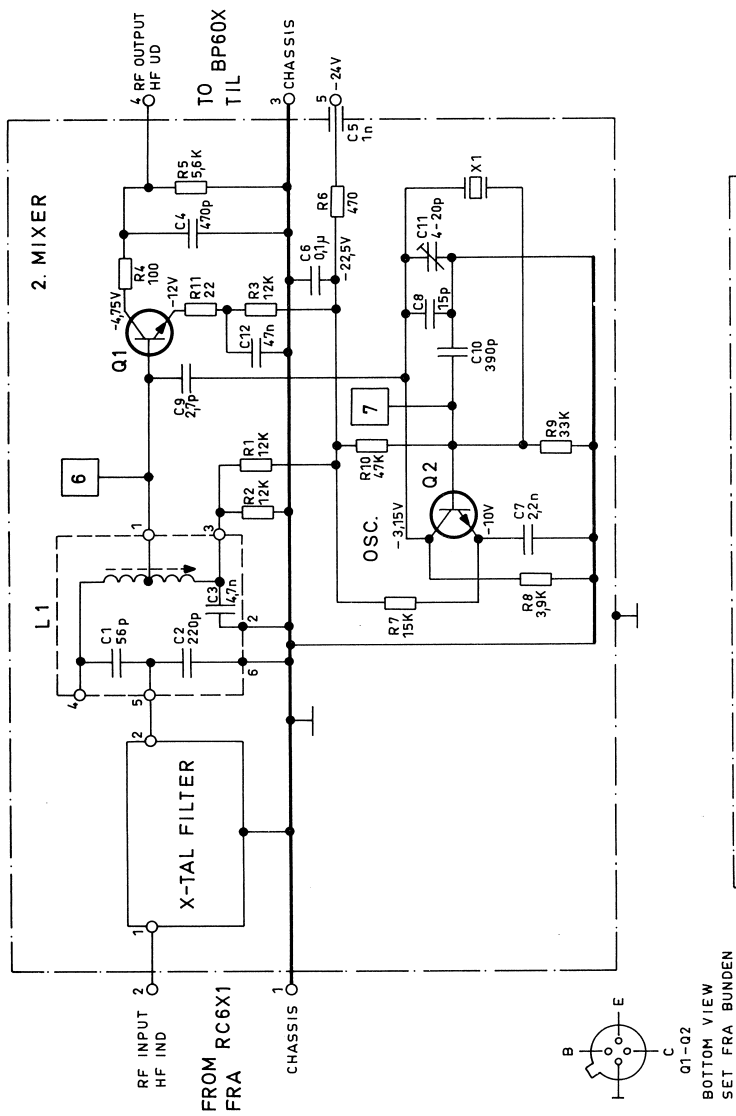 2. MIXER
RF INPUT
HF IND
2
FROM RC6X1
FRA
CHASSIS
1
X-TAL FILTER
1
2
L1
4
5
C1
56p
C2
220p
6
2
C3
4,7n
1
3
6
R2
12K
R1
12K
C9
2,7p
Q1
-4,75V
-12V
R4
100
R11
22
C12
47n
R3
12K
C4
470p
R5
5,6K
4 RF OUTPUT
HF UD
TO BP60X
TIL
3 CHASSIS
C6
0,1µ
-22,5V
R6
470
C5
1n
5
-24V
OSC.
R7
15K
R10
47K
7
Q2
-3,15V
-10V
R8
3,9K
C7
2,2n
R9
33K
C10
390p
C8
15p
C11
4-20p
X1
B
E
C
Q1-Q2
BOTTOM VIEW
SET FRA BUNDEN